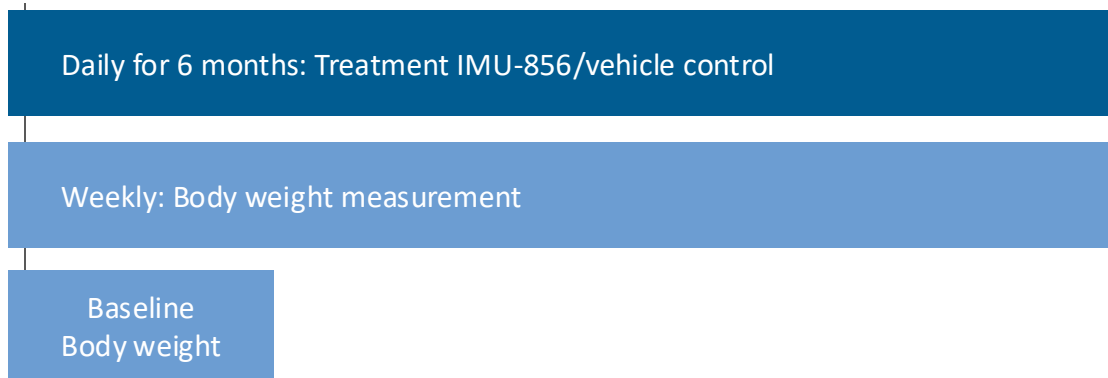 Daily for 6 months: Treatment IMU-856/vehicle control
Weekly: Body weight measurement
Baseline
Body weight